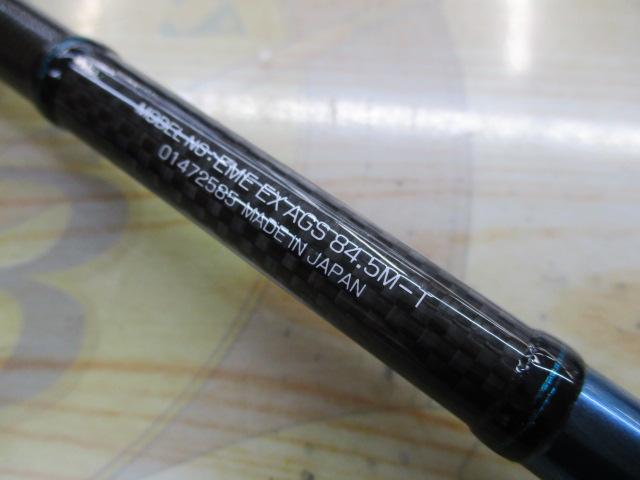 MODEL NO.: EME EX AGS 84.5M-T
01472585 MADE IN JAPAN